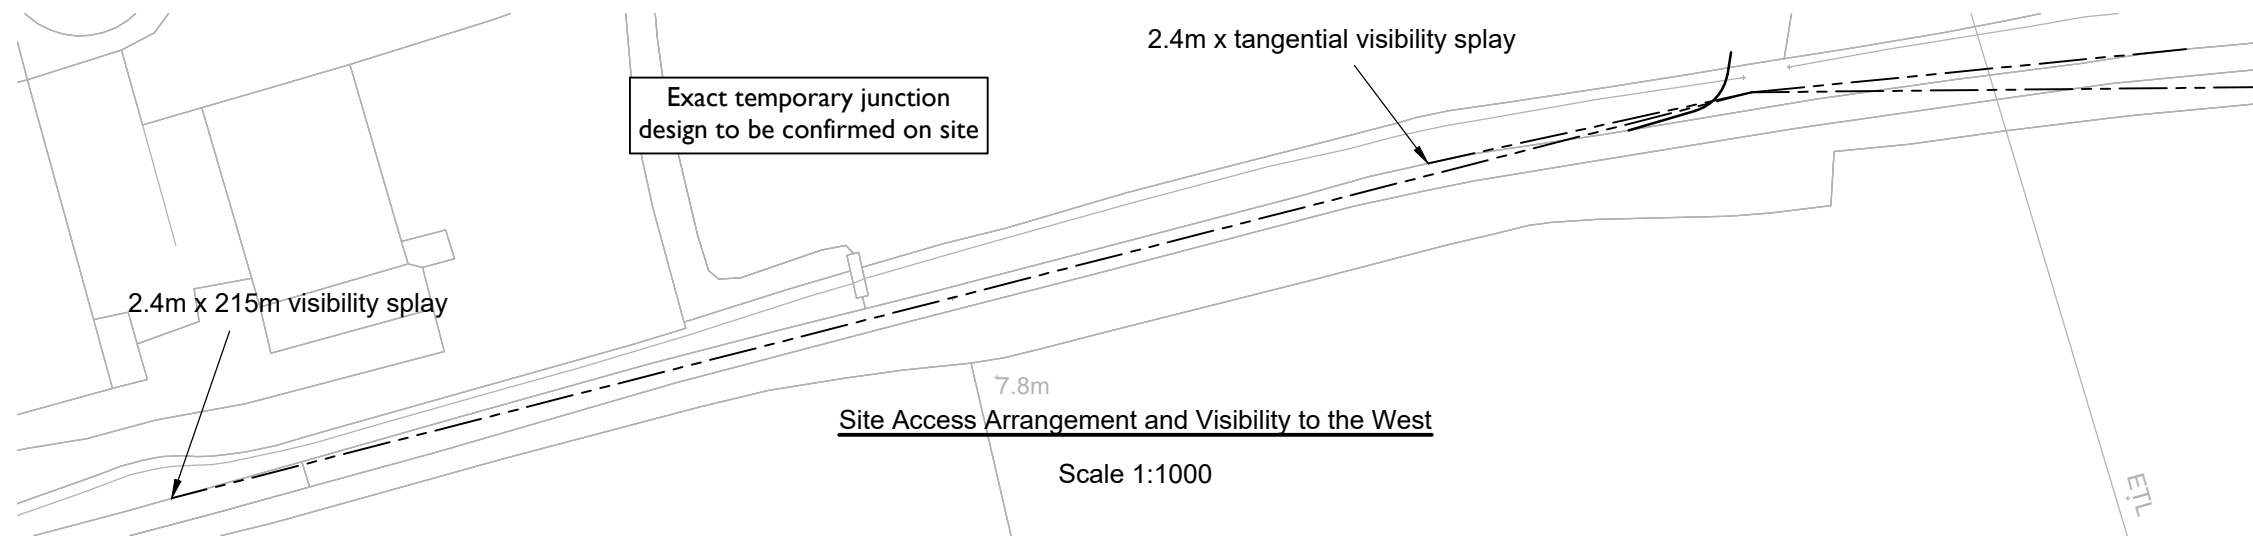 2.4m x tangential visibility splay
Exact temporary junction
design to be confirmed on site
2.4m x 215m visibility splay
7.8m
Site Access Arrangement and Visibility to the West
Scale 1:1000
ETL